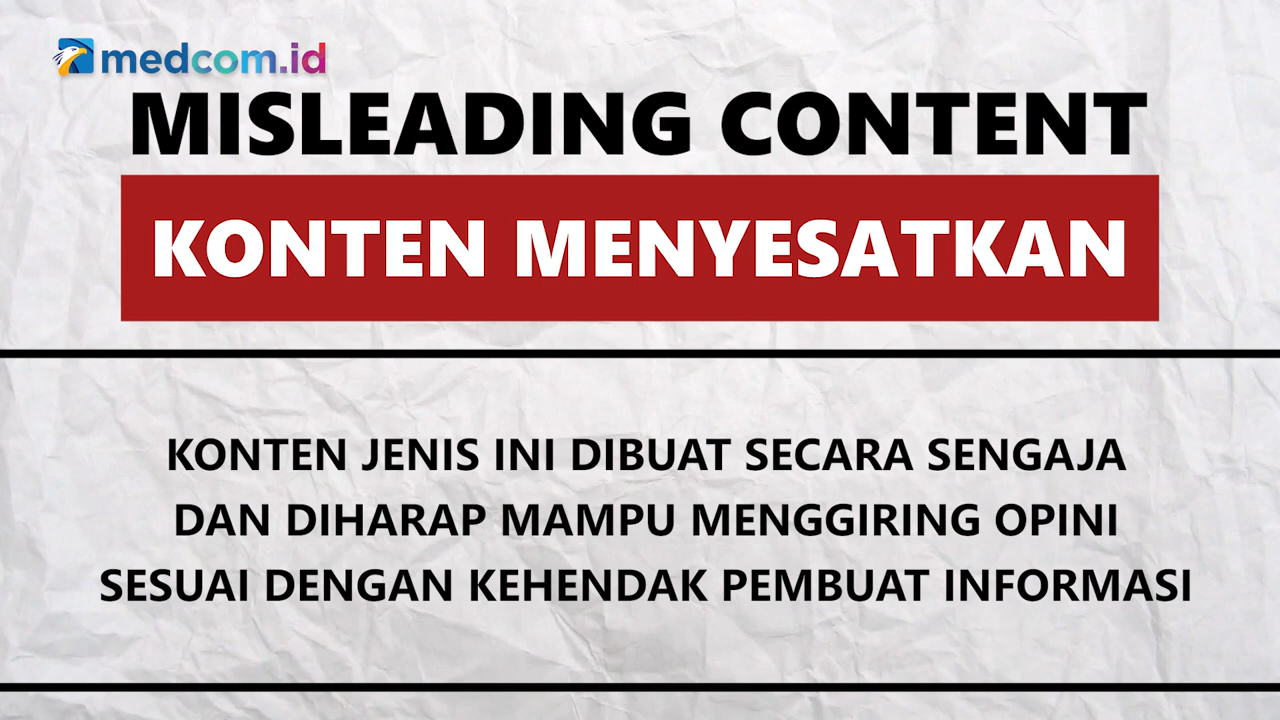 medcom.id
MISLEADING CONTENT
KONTEN MENYESATKAN
KONTEN JENIS INI DIBUAT SECARA SENGAJA
DAN DIHARAP MAMPU MENGGIRING OPINI
SESUAI DENGAN KEHENDAK PEMBUAT INFORMASI